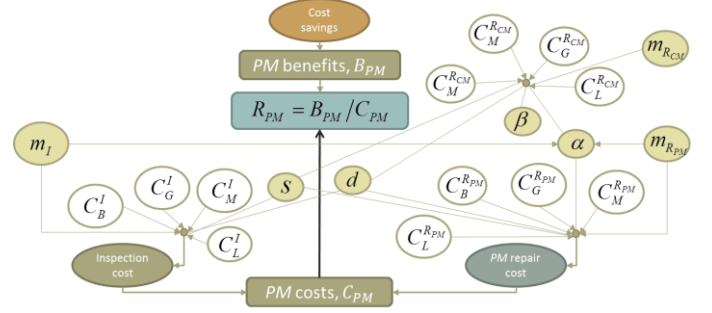 Cost
savings
PM benefits, B_PM
R_PM = B_PM / C_PM
C_M^{R_CM}
C_G^{R_CM}
m_{R_CM}
C_M^{R_CM}
C_L^{R_CM}
β
m_I
α
m_{R_PM}
C_G^I
C_M^I
s
d
C_B^{R_PM}
C_G^{R_PM}
C_M^{R_PM}
C_B^I
C_L^I
C_L^{R_PM}
Inspection
cost
PM repair
cost
PM costs, C_PM